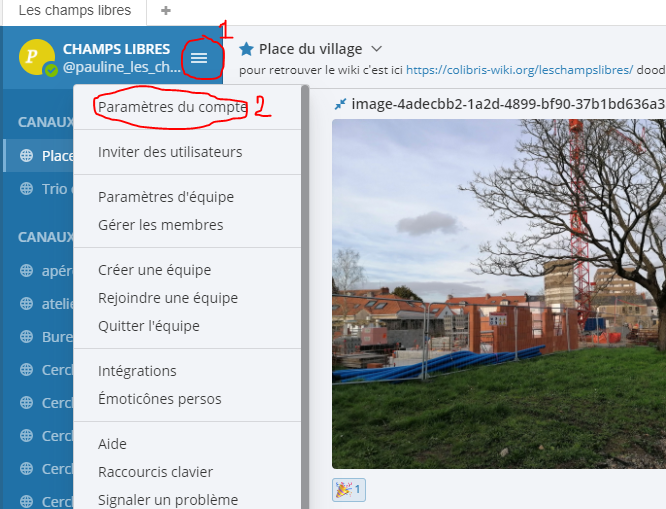 Les champs libres
1
P
CHAMPS LIBRES
@pauline_les_ch...
Place du village
pour retrouver le wiki c'est ici https://colibris-wiki.org/leschampslibres/
Paramètres du compte 2
image-4adecbb2-1a2d-4899-bf90-37b1bd636a3
CANAUX
Inviter des utilisateurs
Place
Trio
Paramètres d'équipe
Gérer les membres
CANAUX
Créer une équipe
apér
Rejoindre une équipe
atelie
Quitter l'équipe
Bure
Intégrations
Cercl
Émoticônes persos
Cercl
Cercl
Aide
Cercl
Raccourcis clavier
Signaler un problème
Cercl
1